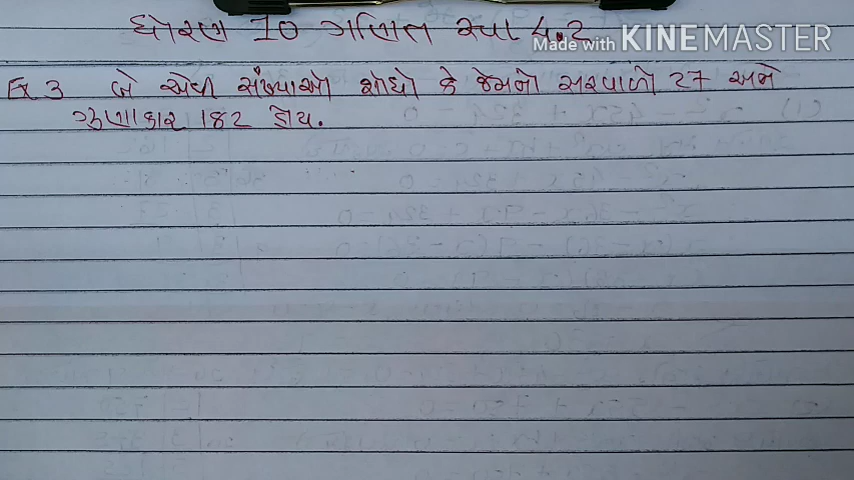 ધોરણ 10 ગણિત સ્વા 4.2
Made with KINEMASTER
Ex 3 બે એવી સંખ્યાઓ શોધો કે જેમનો સરવાળો 27 અને
ગુણાકાર 182 હોય.